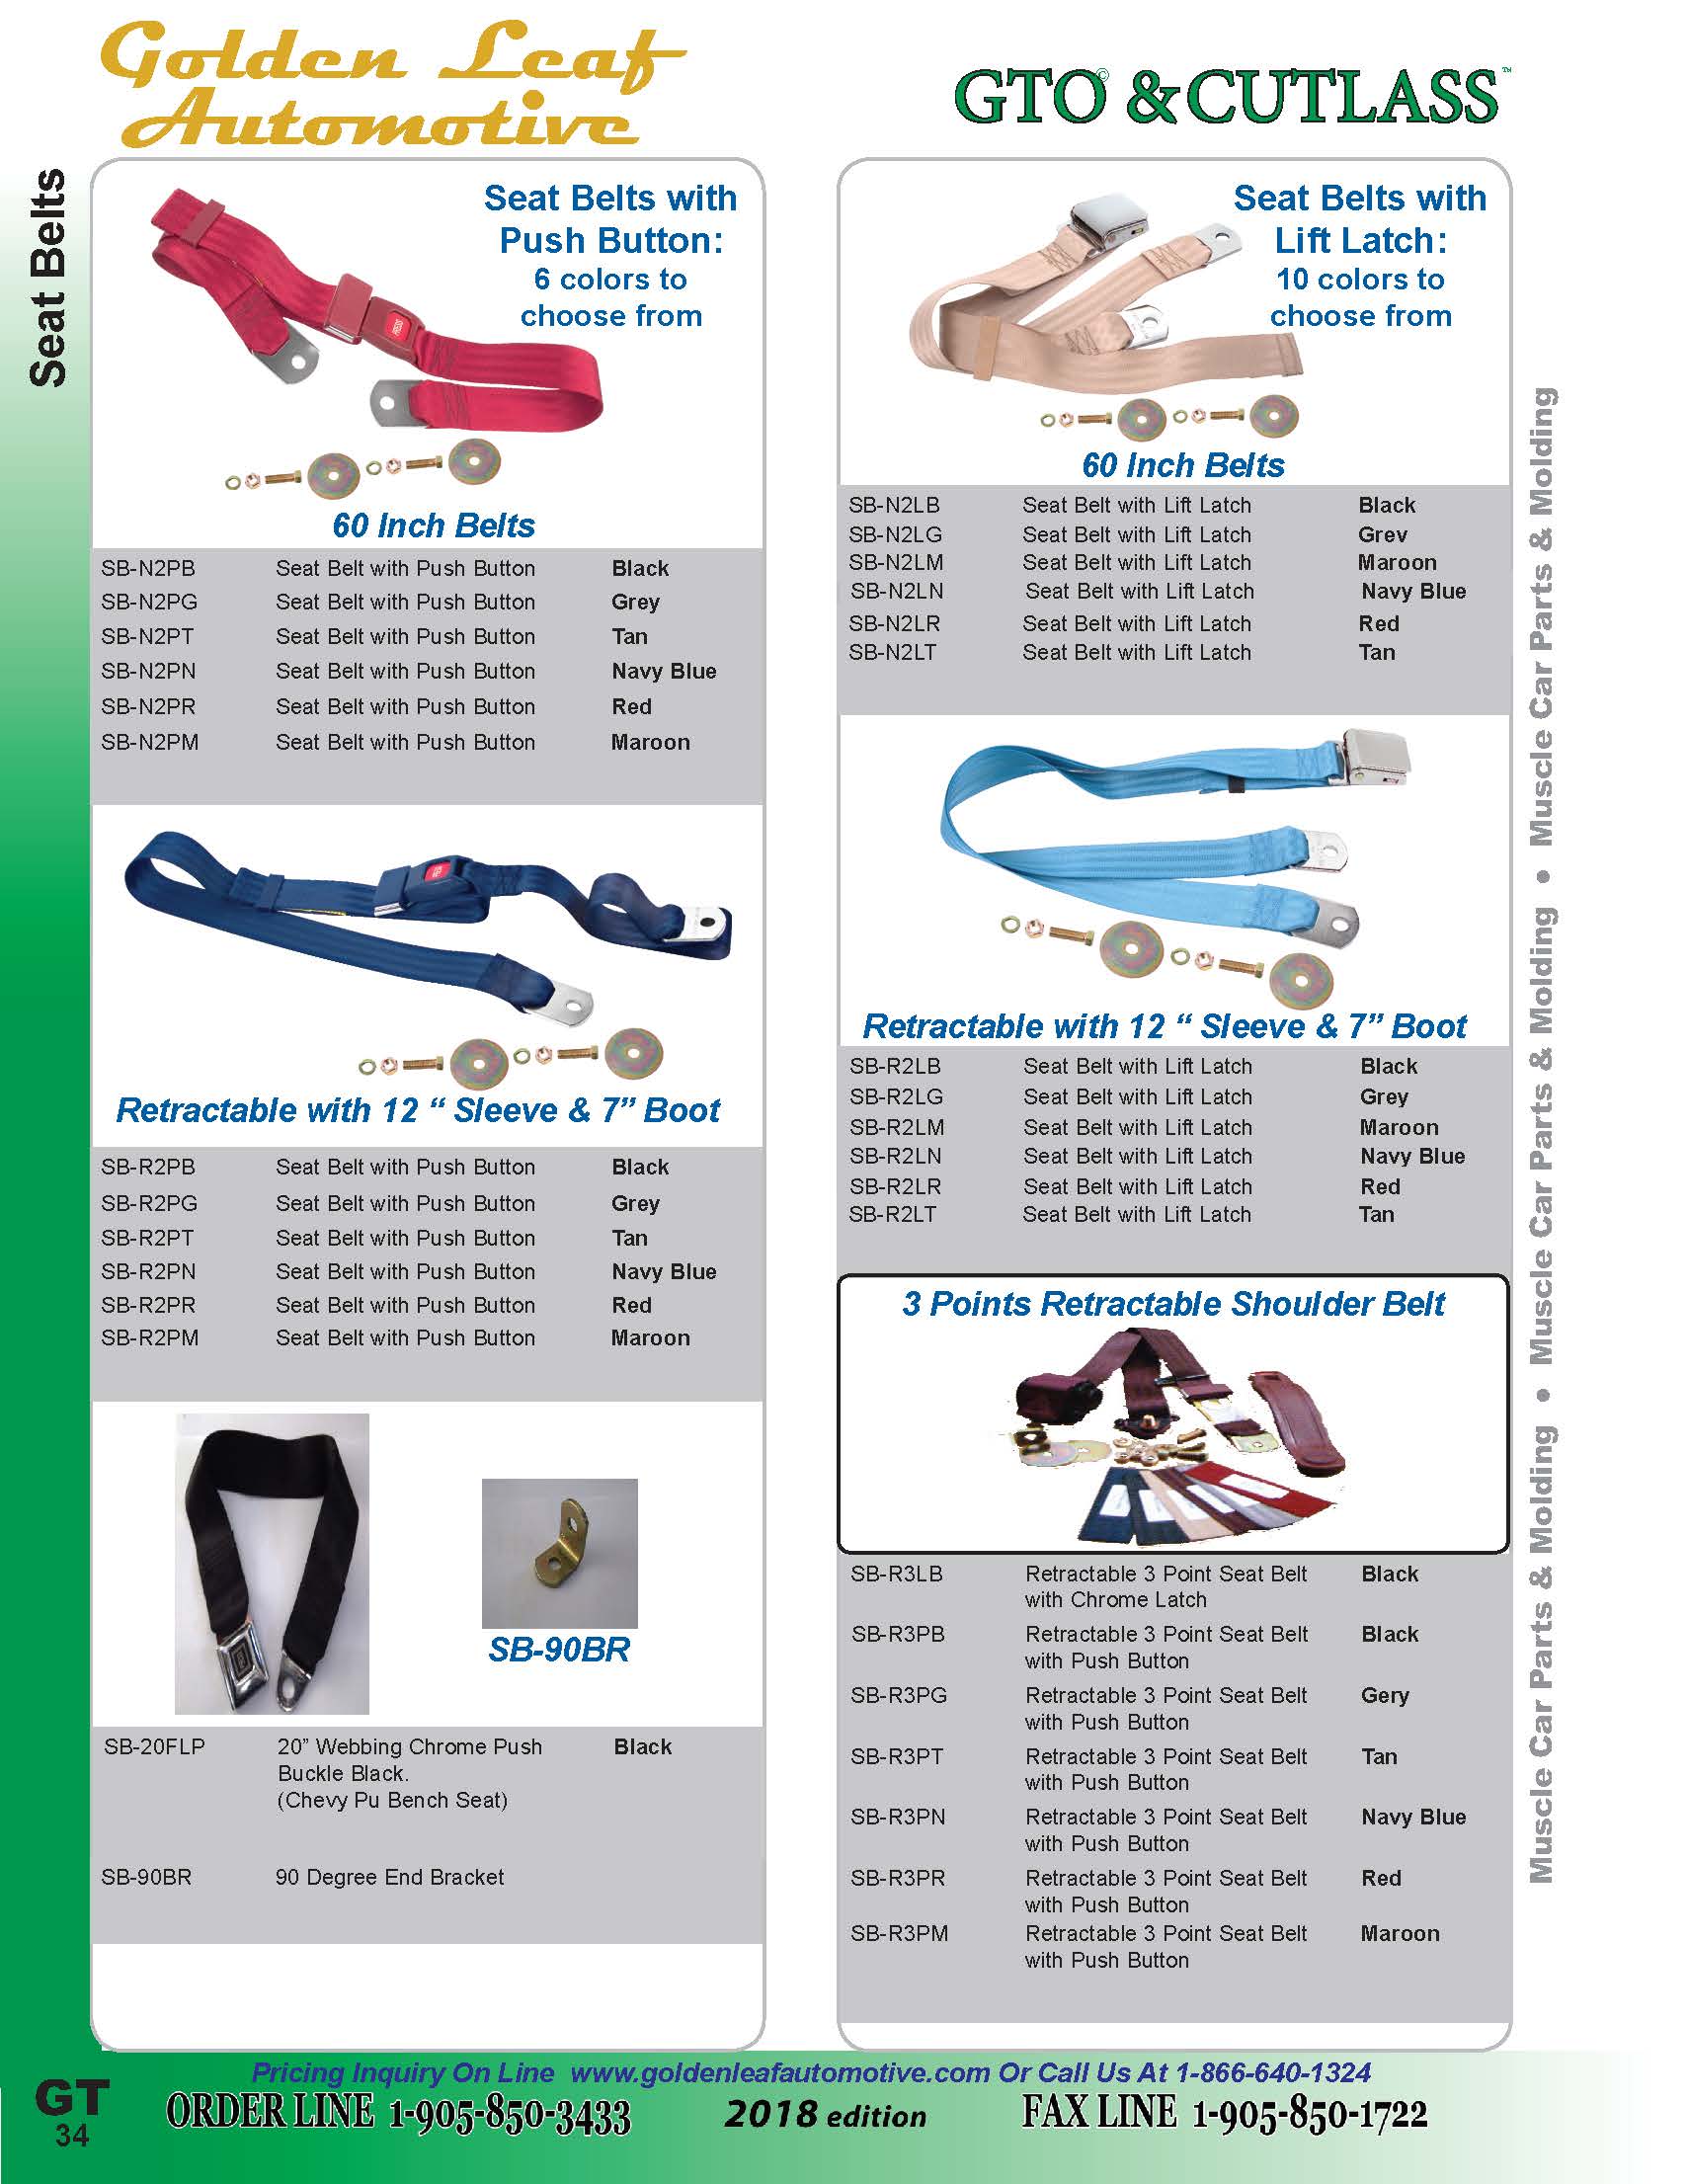 Golden Leaf
Automotive
GTO© & CUTLASS™
Seat Belts
Seat Belts with
Push Button:
6 colors to
choose from
60 Inch Belts
SB-N2PB Seat Belt with Push Button Black
SB-N2PG Seat Belt with Push Button Grey
SB-N2PT Seat Belt with Push Button Tan
SB-N2PN Seat Belt with Push Button Navy Blue
SB-N2PR Seat Belt with Push Button Red
SB-N2PM Seat Belt with Push Button Maroon
Retractable with 12 “ Sleeve & 7” Boot
SB-R2PB Seat Belt with Push Button Black
SB-R2PG Seat Belt with Push Button Grey
SB-R2PT Seat Belt with Push Button Tan
SB-R2PN Seat Belt with Push Button Navy Blue
SB-R2PR Seat Belt with Push Button Red
SB-R2PM Seat Belt with Push Button Maroon
SB-90BR
SB-20FLP 20” Webbing Chrome Push Black
Buckle Black.
(Chevy Pu Bench Seat)
SB-90BR 90 Degree End Bracket
Seat Belts with
Lift Latch:
10 colors to
choose from
60 Inch Belts
SB-N2LB Seat Belt with Lift Latch Black
SB-N2LG Seat Belt with Lift Latch Grev
SB-N2LM Seat Belt with Lift Latch Maroon
SB-N2LN Seat Belt with Lift Latch Navy Blue
SB-N2LR Seat Belt with Lift Latch Red
SB-N2LT Seat Belt with Lift Latch Tan
Retractable with 12 “ Sleeve & 7” Boot
SB-R2LB Seat Belt with Lift Latch Black
SB-R2LG Seat Belt with Lift Latch Grey
SB-R2LM Seat Belt with Lift Latch Maroon
SB-R2LN Seat Belt with Lift Latch Navy Blue
SB-R2LR Seat Belt with Lift Latch Red
SB-R2LT Seat Belt with Lift Latch Tan
3 Points Retractable Shoulder Belt
SB-R3LB Retractable 3 Point Seat Belt Black
with Chrome Latch
SB-R3PB Retractable 3 Point Seat Belt Black
with Push Button
SB-R3PG Retractable 3 Point Seat Belt Gery
with Push Button
SB-R3PT Retractable 3 Point Seat Belt Tan
with Push Button
SB-R3PN Retractable 3 Point Seat Belt Navy Blue
with Push Button
SB-R3PR Retractable 3 Point Seat Belt Red
with Push Button
SB-R3PM Retractable 3 Point Seat Belt Maroon
with Push Button
Muscle Car Parts & Molding • Muscle Car Parts & Molding • Muscle Car Parts & Molding
Pricing Inquiry On Line www.goldenleafautomotive.com Or Call Us At 1-866-640-1324
GT
34
ORDER LINE 1-905-850-3433 2018 edition FAX LINE 1-905-850-1722